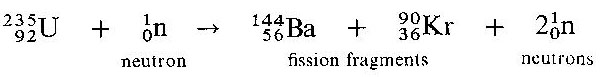 ²³⁵₉₂U + ¹₀n → ¹⁴⁴₅₆Ba + ⁹⁰₃₆Kr + 2¹₀n
neutron fission fragments neutrons